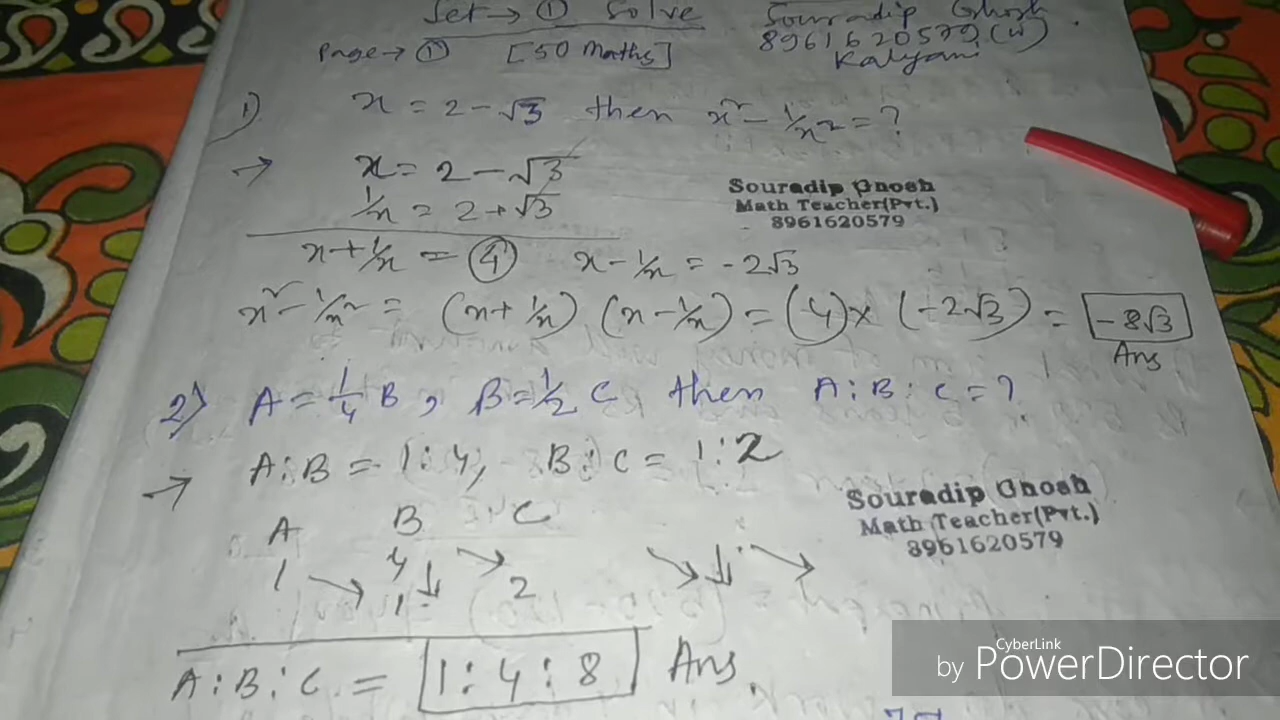 Set → ① Solve
Souradip Ghosh
Page → ① [50 Maths]
8961620579 (W)
Kalyani
1) x = 2 - √3 then x² - 1/x² = ?
→ x = 2 - √3
1/x = 2 + √3
Souradip Ghosh
Math Teacher(Pvt.)
8961620579
x + 1/x = ④ x - 1/x = -2√3
x² - 1/x² = (x + 1/x) (x - 1/x) = (4) × (-2√3) = -8√3
Ans
2) A = 1/4 B, B = 1/2 C then A : B : C = ?
→ A : B = 1 : 4, B : C = 1 : 2
Souradip Ghosh
Math Teacher(Pvt.)
8961620579
A B C
1 → 4 ↓ → → ↓ →
1 2
A : B : C = 1 : 4 : 8 Ans
CyberLink
by PowerDirector